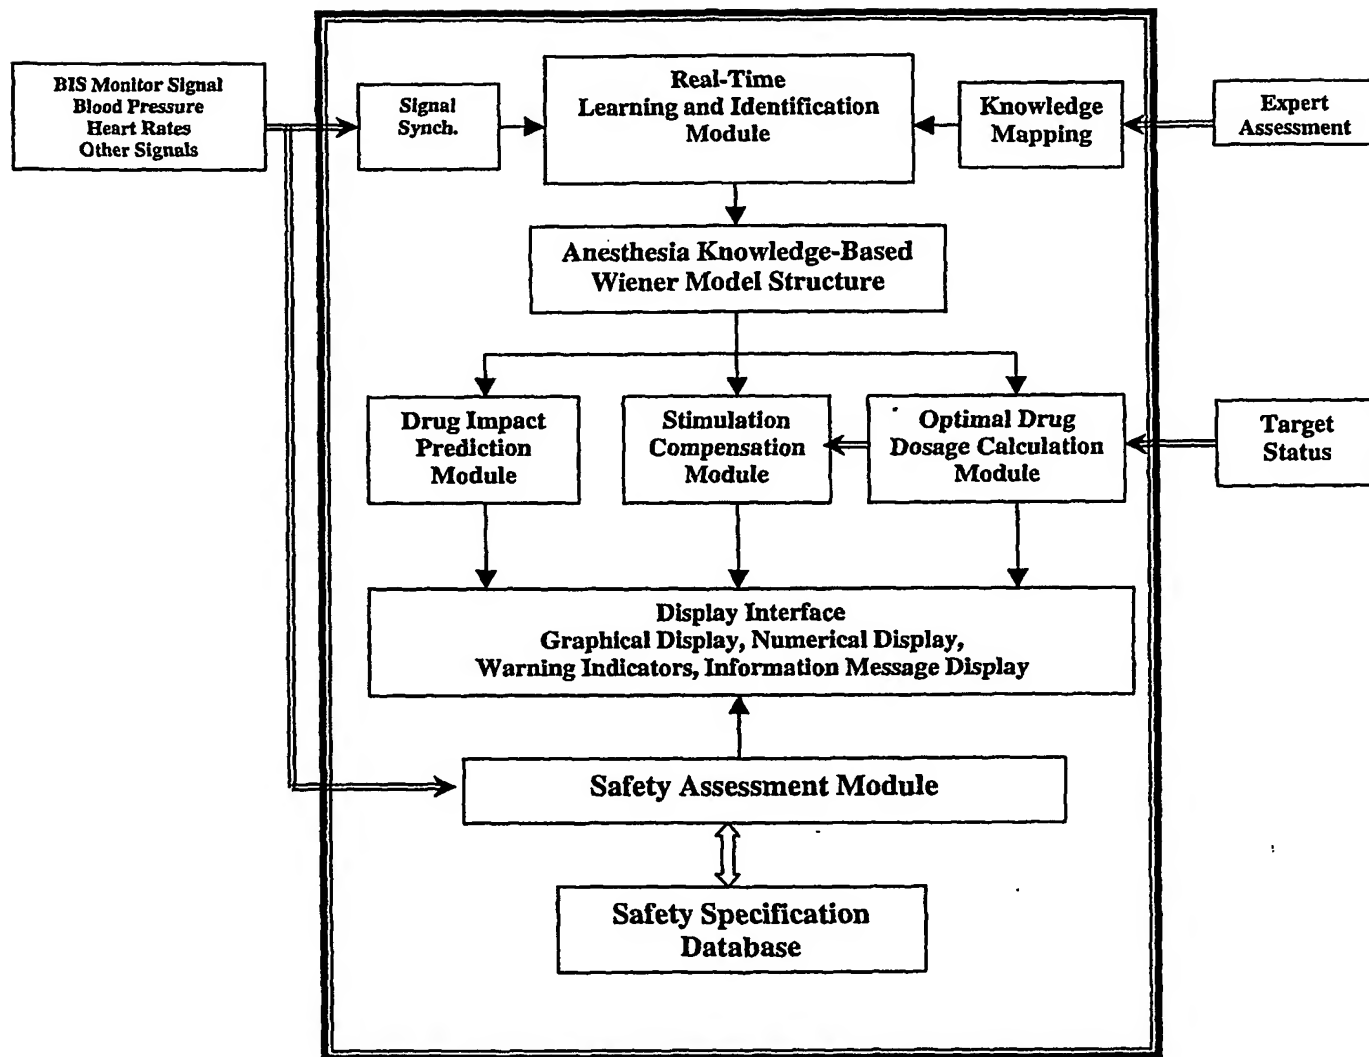 BIS Monitor Signal
Blood Pressure
Heart Rates
Other Signals
Signal
Synch.
Real-Time
Learning and Identification
Module
Knowledge
Mapping
Expert
Assessment
Anesthesia Knowledge-Based
Wiener Model Structure
Drug Impact
Prediction
Module
Stimulation
Compensation
Module
Optimal Drug
Dosage Calculation
Module
Target
Status
Display Interface
Graphical Display, Numerical Display,
Warning Indicators, Information Message Display
Safety Assessment Module
Safety Specification
Database